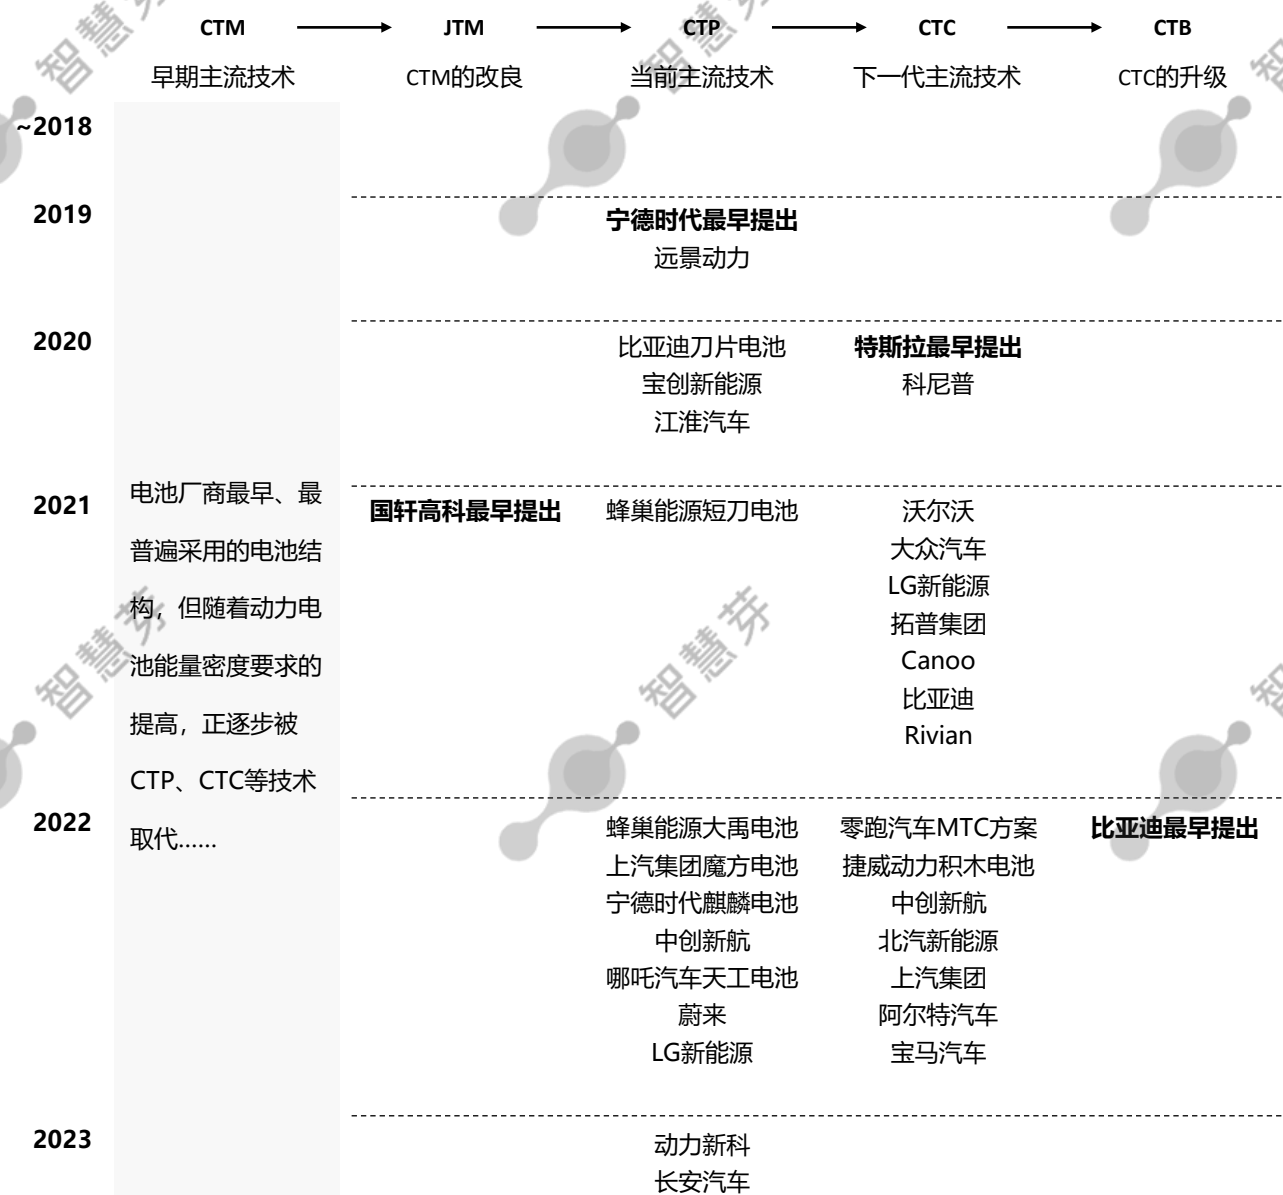 CTM
JTM
CTP
CTC
CTB
早期主流技术
CTM的改良
当前主流技术
下一代主流技术
CTC的升级
~2018
2019
宁德时代最早提出
远景动力
2020
比亚迪刀片电池
宝创新能源
江淮汽车
特斯拉最早提出
科尼普
电池厂商最早、最
普遍采用的电池结
构，但随着动力电
池能量密度要求的
提高，正逐步被
CTP、CTC等技术
取代……
2021
国轩高科最早提出
蜂巢能源短刀电池
沃尔沃
大众汽车
LG新能源
拓普集团
Canoo
比亚迪
Rivian
2022
蜂巢能源大禹电池
上汽集团魔方电池
宁德时代麒麟电池
中创新航
哪吒汽车天工电池
蔚来
LG新能源
零跑汽车MTC方案
捷威动力积木电池
中创新航
北汽新能源
上汽集团
阿尔特汽车
宝马汽车
比亚迪最早提出
2023
动力新科
长安汽车
智慧芽
智慧芽
智慧芽
智慧芽